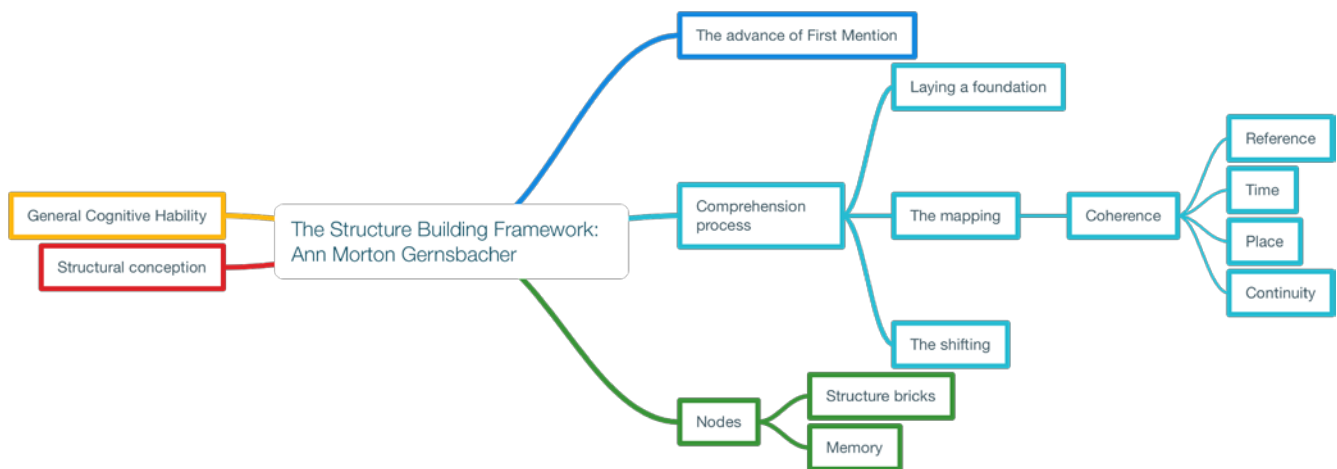 The advance of First Mention
Laying a foundation
Reference
Time
General Cognitive Hability
The Structure Building Framework:
Ann Morton Gernsbacher
Comprehension
process
The mapping
Coherence
Place
Structural conception
Continuity
The shifting
Structure bricks
Nodes
Memory